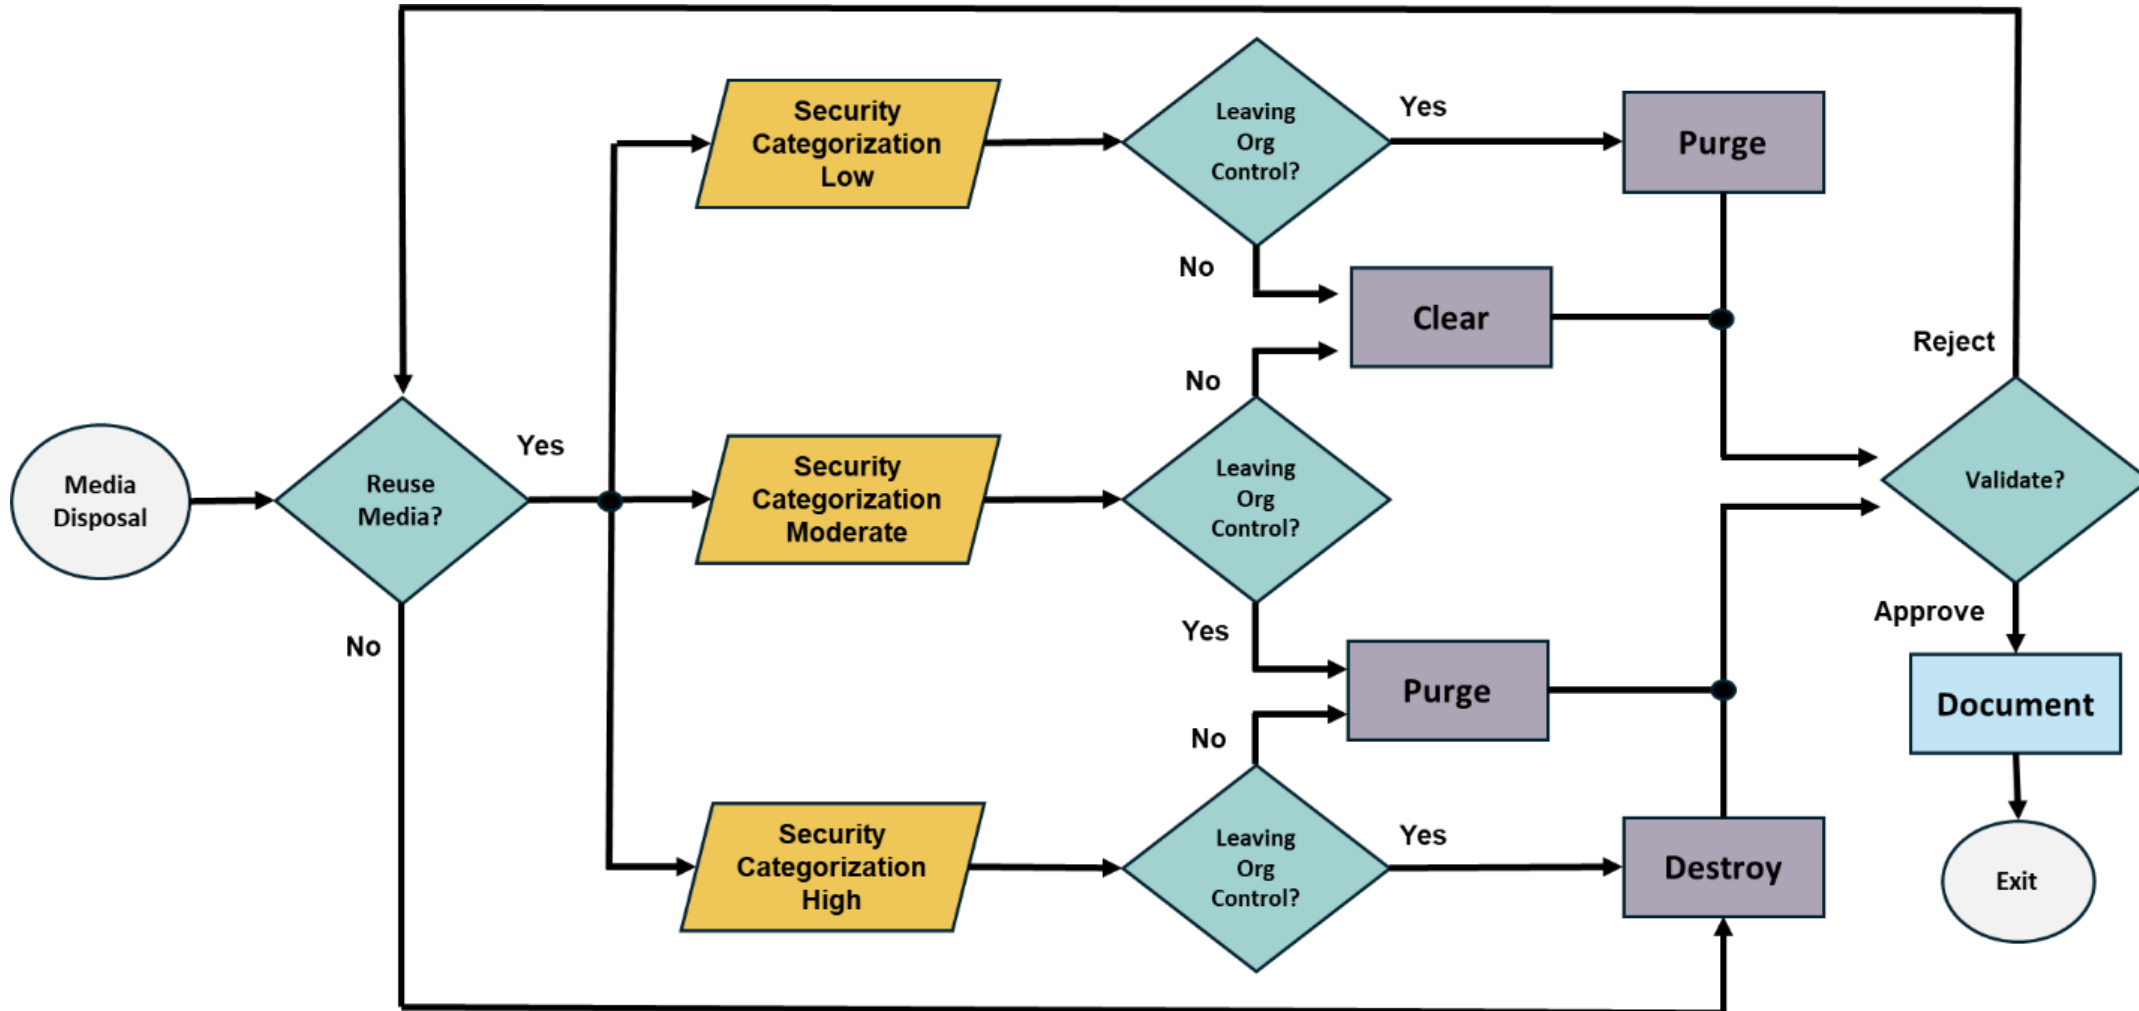 Security
Categorization
Low
Leaving
Org
Control?
Yes
Purge
No
Clear
Reject
Media
Disposal
Reuse
Media?
Yes
No
Security
Categorization
Moderate
No
Leaving
Org
Control?
Yes
Validate?
Approve
Purge
Document
No
Security
Categorization
High
Leaving
Org
Control?
Yes
Destroy
Exit